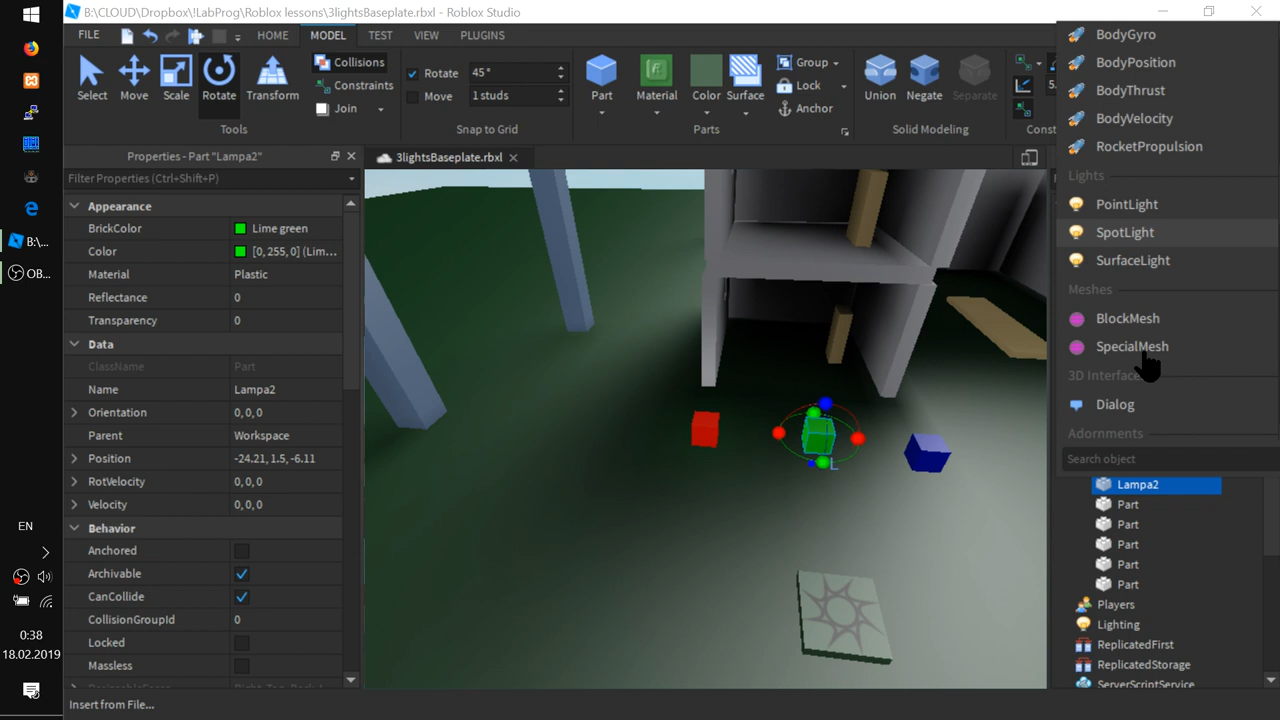 B:\CLOUD\Dropbox\!LabProg\Roblox lessons\3lightsBaseplate.rbxl - Roblox Studio
FILE HOME MODEL TEST VIEW PLUGINS
Select Move Scale Rotate Transform
Collisions
Constraints
Join
Tools
Rotate 45°
Move 1 studs
Snap to Grid
Part Material Color Surface
Group
Lock
Anchor
Parts
Union Negate Separate
Solid Modeling
5.
Const
Properties - Part "Lampa2"
Filter Properties (Ctrl+Shift+P)
Appearance
BrickColor Lime green
Color [0, 255, 0] (Lim...
Material Plastic
Reflectance 0
Transparency 0
Data
ClassName Part
Name Lampa2
Orientation 0, 0, 0
Parent Workspace
Position -24.21, 1.5, -6.11
RotVelocity 0, 0, 0
Velocity 0, 0, 0
Behavior
Anchored
Archivable
CanCollide
CollisionGroupId 0
Locked
Massless
3lightsBaseplate.rbxl
L
BodyGyro
BodyPosition
BodyThrust
BodyVelocity
RocketPropulsion
Lights
PointLight
SpotLight
SurfaceLight
Meshes
BlockMesh
SpecialMesh
3D Interfaces
Dialog
Adornments
Search object
Lampa2
Part
Part
Part
Part
Part
Players
Lighting
ReplicatedFirst
ReplicatedStorage
ServerScriptService
B:\...
OB...
EN
0:38
18.02.2019
Insert from File...